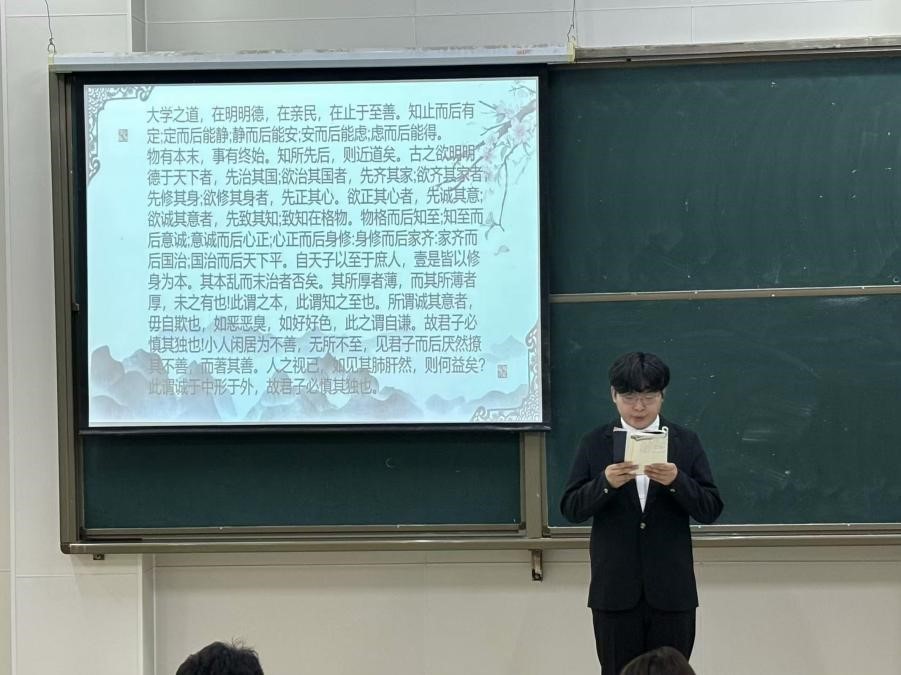 大学之道，在明明德，在亲民，在止于至善。知止而后有
定;定而后能静;静而后能安;安而后能虑;虑而后能得。
物有本末，事有终始。知所先后，则近道矣。古之欲明明
德于天下者，先治其国;欲治其国者，先齐其家;欲齐其家者，
先修其身;欲修其身者，先正其心。欲正其心者，先诚其意;
欲诚其意者，先致其知;致知在格物。物格而后知至;知至而
后意诚;意诚而后心正;心正而后身修;身修而后家齐;家齐而
后国治;国治而后天下平。自天子以至于庶人，壹是皆以修
身为本。其本乱而末治者否矣。其所厚者薄，而其所薄者
厚，未之有也!此谓之本，此谓知之至也。所谓诚其意者，
毋自欺也，如恶恶臭，如好好色，此之谓自谦。故君子必
慎其独也!小人闲居为不善，无所不至，见君子而后厌然撩
其不善，而著其善。人之视已，如见其肺肝然，则何益矣?
此谓诚于中形于外，故君子必慎其独也。